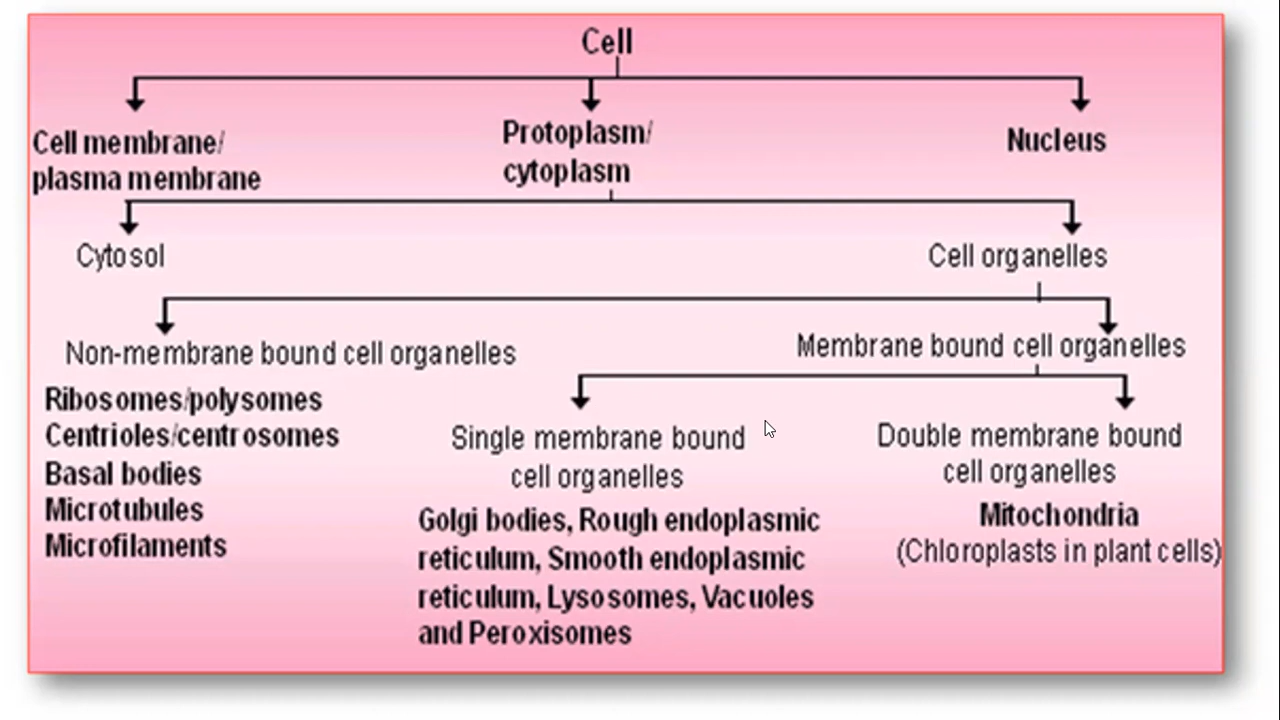 Cell
Cell membrane/
plasma membrane
Protoplasm/
cytoplasm
Nucleus
Cytosol
Cell organelles
Non-membrane bound cell organelles
Membrane bound cell organelles
Ribosomes/polysomes
Centrioles/centrosomes
Basal bodies
Microtubules
Microfilaments
Single membrane bound
cell organelles
Golgi bodies, Rough endoplasmic
reticulum, Smooth endoplasmic
reticulum, Lysosomes, Vacuoles
and Peroxisomes
Double membrane bound
cell organelles
Mitochondria
(Chloroplasts in plant cells)